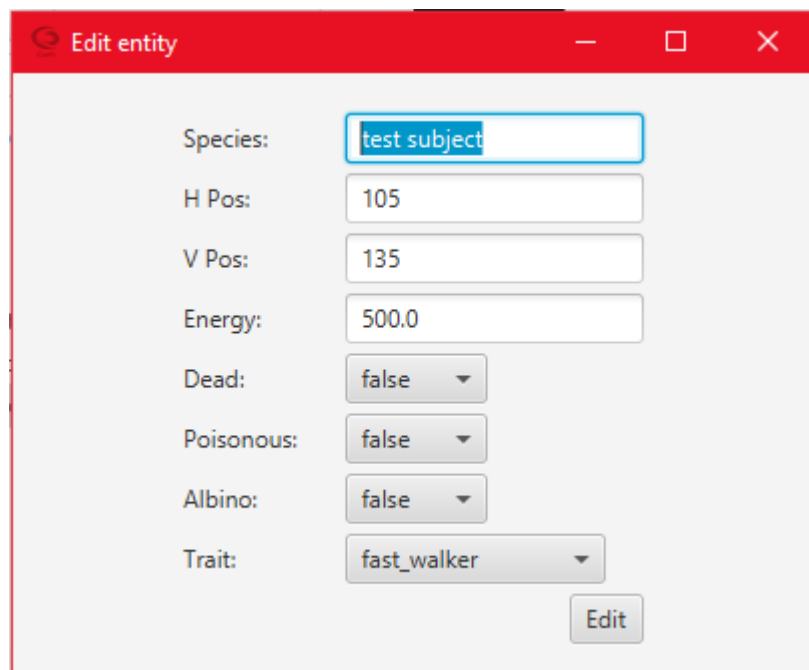 Edit entity
Species: test subject
H Pos: 105
V Pos: 135
Energy: 500.0
Dead: false
Poisonous: false
Albino: false
Trait: fast_walker
Edit